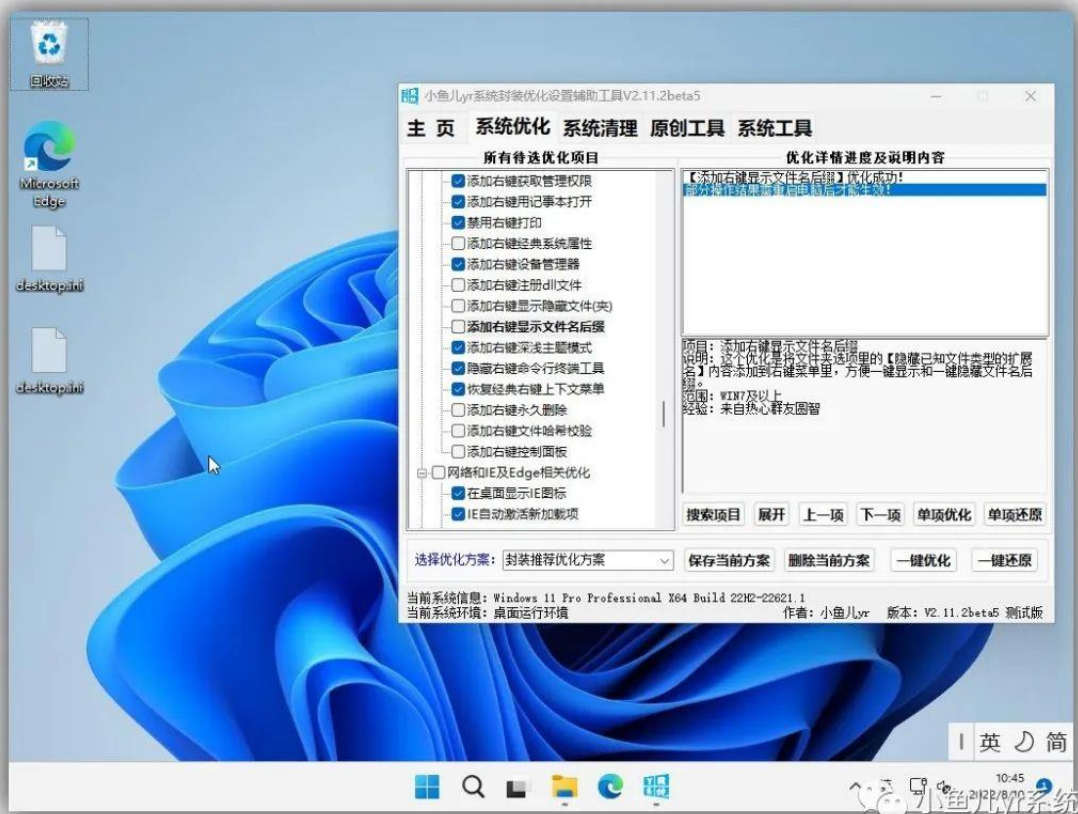 回收站
Microsoft
Edge
desktop.ini
desktop.ini
小鱼儿yr系统封装优化设置辅助工具V2.11.2beta5
主 页 系统优化 系统清理 原创工具 系统工具
所有待选优化项目
添加右键获取管理权限
添加右键用记事本打开
禁用右键打印
添加右键经典系统属性
添加右键设备管理器
添加右键注册dll文件
添加右键显示隐藏文件(夹)
添加右键显示文件名后缀
添加右键深浅主题模式
隐藏右键命令行终端工具
恢复经典右键上下文菜单
添加右键永久删除
添加右键文件哈希校验
添加右键控制面板
网络和IE及Edge相关优化
在桌面显示IE图标
IE自动激活新加载项
优化详情进度及说明内容
【添加右键显示文件名后缀】优化成功!
部分操作结果需重启电脑后才能生效!
项目: 添加右键显示文件名后缀
说明: 这个优化是将文件夹选项里的【隐藏已知文件类型的扩展
名】内容添加到右键菜单里，方便一键显示和一键隐藏文件名后
缀。
范围: WIN7及以上
经验: 来自热心群友圆智
搜索项目 展开 上一项 下一项 单项优化 单项还原
选择优化方案: 封装推荐优化方案 保存当前方案 删除当前方案 一键优化 一键还原
当前系统信息: Windows 11 Pro Professional X64 Build 22H2-22621.1
当前系统环境: 桌面运行环境 作者: 小鱼儿yr 版本: V2.11.2beta5 测试版
英 简
10:45
小鱼儿yr系统